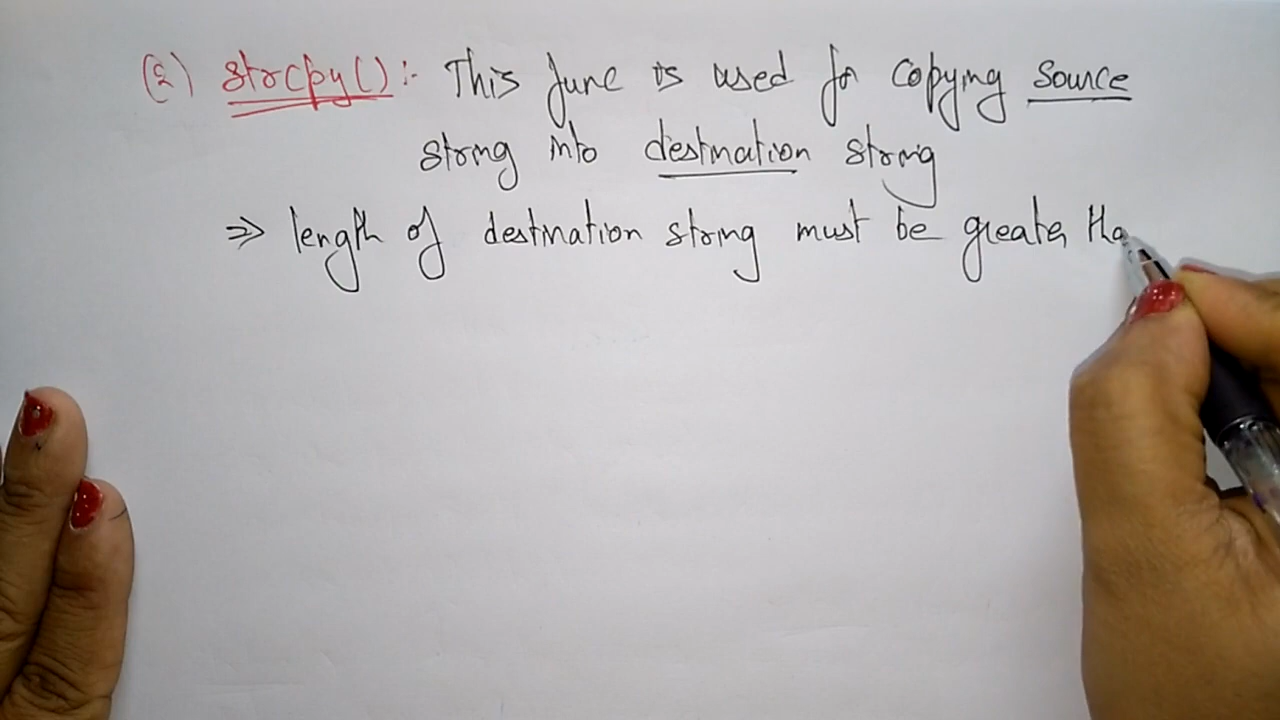 (2) strcpy() :- This func is used for copying source
string into destination string
⇒ length of destination string must be greater tha